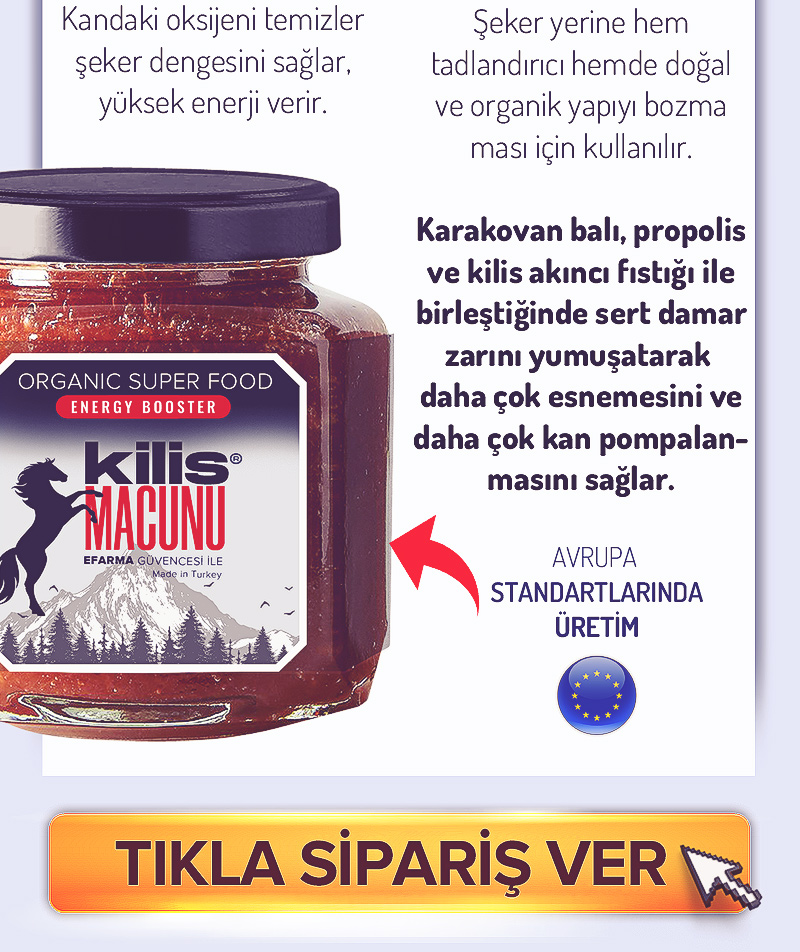 Kandaki oksijeni temizler
şeker dengesini sağlar,
yüksek enerji verir.
Şeker yerine hem
tadlandırıcı hemde doğal
ve organik yapıyı bozma
ması için kullanılır.
Karakovan balı, propolis
ve kilis akıncı fıstığı ile
birleştiğinde sert damar
zarını yumuşatarak
daha çok esnemesini ve
daha çok kan pompalan-
masını sağlar.
ORGANIC SUPER FOOD
ENERGY BOOSTER
kilis®
MACUNU
EFARMA GÜVENCESİ İLE
Made in Turkey
AVRUPA
STANDARTLARINDA
ÜRETİM
TIKLA SİPARİŞ VER